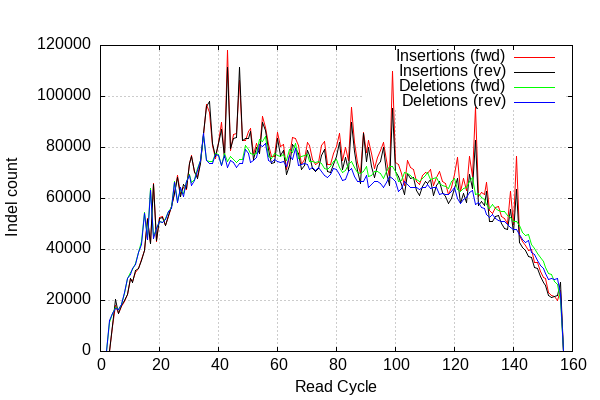 120000
Insertions (fwd)
Insertions (rev)
100000
Deletions (fwd)
Deletions (rev)
80000
Indel count
60000
40000
20000
0
0 20 40 60 80 100 120 140 160
Read Cycle